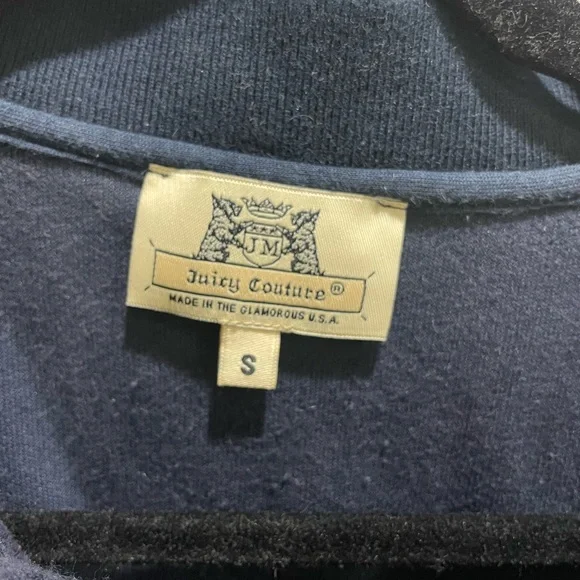 JM
Juicy Couture®
MADE IN THE GLAMOROUS U.S.A.
S